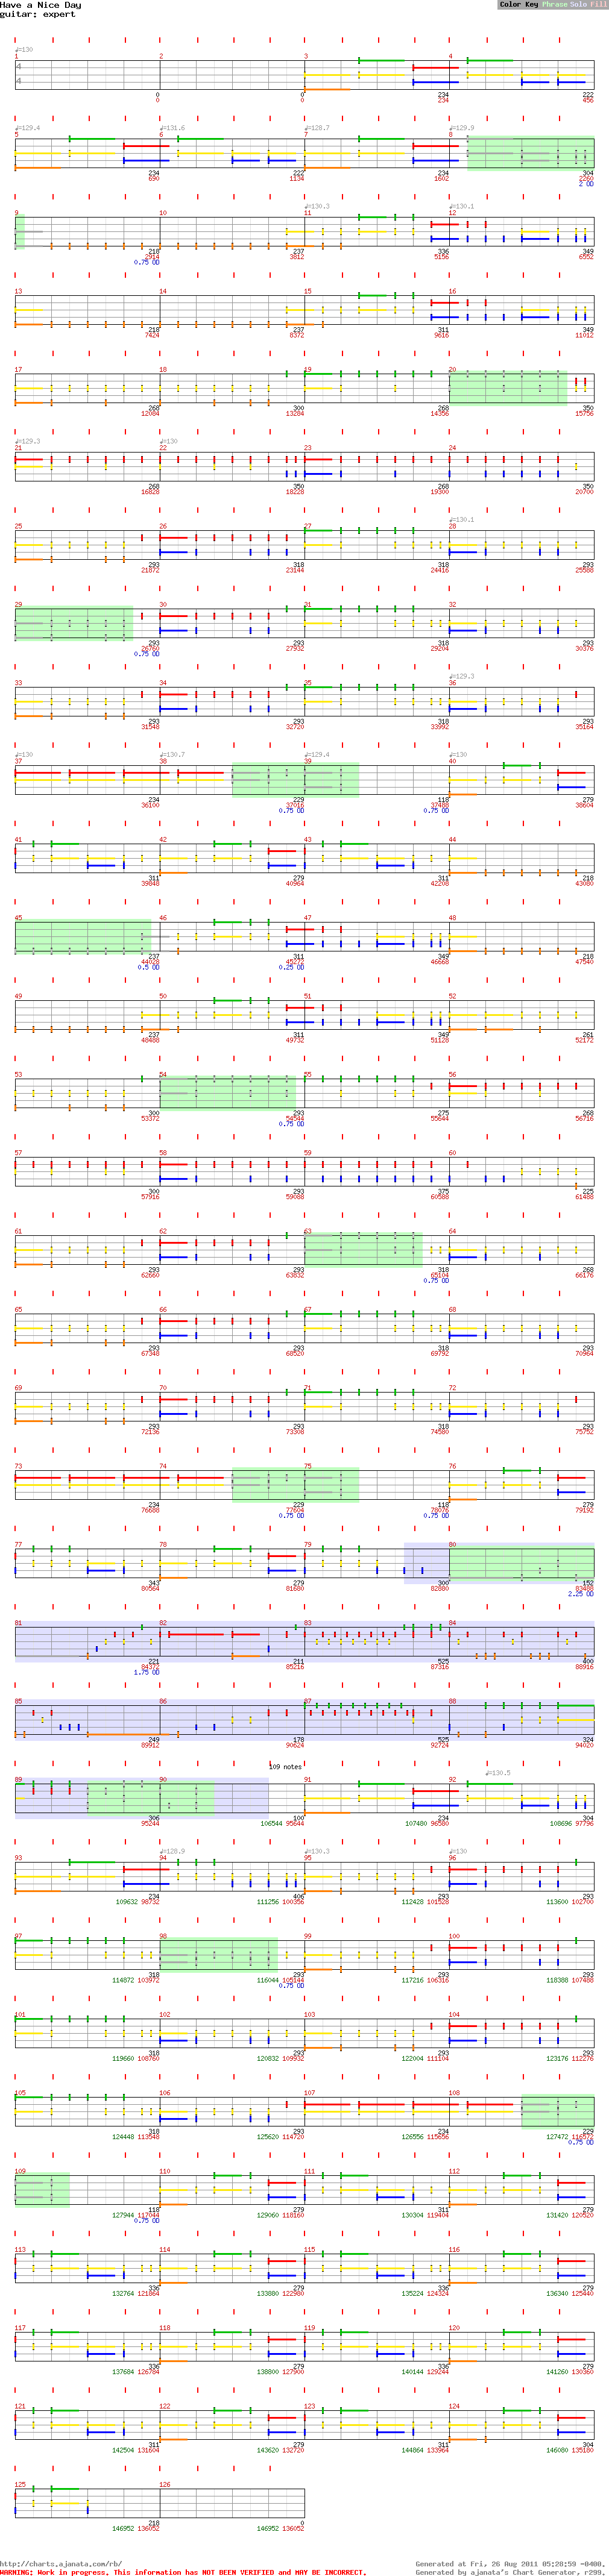 Have a Nice Day
guitar: expert
Color Key Phrase Solo Fill
♩=130
1 2 3 4
4
4
0 0 234 222
0 0 234 456
♩=129.4 ♩=131.6 ♩=128.7 ♩=129.9
5 6 7 8
234 222 234 304
690 1134 1602 2260
2 OD
♩=130.3 ♩=130.1
9 10 11 12
218 237 336 349
2914 3812 5156 6552
0.75 OD
13 14 15 16
218 237 311 349
7424 8372 9616 11012
17 18 19 20
268 300 268 350
12084 13284 14356 15756
♩=129.3 ♩=130
21 22 23 24
268 350 268 350
16828 18228 19300 20700
♩=130.1
25 26 27 28
293 318 318 293
21872 23144 24416 25588
29 30 31 32
293 293 318 293
26760 27932 29204 30376
0.75 OD
♩=129.3
33 34 35 36
293 293 318 293
31548 32720 33992 35164
♩=130 ♩=130.7 ♩=129.4 ♩=130
37 38 39 40
234 229 118 279
36100 37016 37488 38604
0.75 OD 0.75 OD
41 42 43 44
311 279 311 218
39848 40964 42208 43080
45 46 47 48
237 311 349 218
44028 45272 46668 47540
0.5 OD 0.25 OD
49 50 51 52
237 311 349 261
48488 49732 51128 52172
53 54 55 56
300 293 275 268
53372 54544 55644 56716
0.75 OD
57 58 59 60
300 293 375 225
57916 59088 60588 61488
61 62 63 64
293 293 318 268
62660 63832 65104 66176
0.75 OD
65 66 67 68
293 293 318 293
67348 68520 69792 70964
69 70 71 72
293 293 318 293
72136 73308 74580 75752
73 74 75 76
234 229 118 279
76688 77604 78076 79192
0.75 OD 0.75 OD
77 78 79 80
343 279 300 152
80564 81680 82880 83488
2.25 OD
81 82 83 84
221 211 525 400
84372 85216 87316 88916
1.75 OD
85 86 87 88
249 178 525 324
89912 90624 92724 94020
109 notes
♩=130.5
89 90 91 92
306 100 234 304
95244 106544 95644 107480 96580 108696 97796
♩=128.9 ♩=130.3 ♩=130
93 94 95 96
234 406 293 293
109632 98732 111256 100356 112428 101528 113600 102700
97 98 99 100
318 293 293 293
114872 103972 116044 105144 117216 106316 118388 107488
0.75 OD
101 102 103 104
318 293 293 293
119660 108760 120832 109932 122004 111104 123176 112276
105 106 107 108
318 293 234 229
124448 113548 125620 114720 126556 115656 127472 116572
0.75 OD
109 110 111 112
118 279 311 279
127944 117044 129060 118160 130304 119404 131420 120520
0.75 OD
113 114 115 116
336 279 336 279
132764 121864 133880 122980 135224 124324 136340 125440
117 118 119 120
336 279 336 279
137684 126784 138800 127900 140144 129244 141260 130360
121 122 123 124
311 279 311 304
142504 131604 143620 132720 144864 133964 146080 135180
125 126
218 0
146952 136052 146952 136052
http://charts.ajanata.com/rb/
Generated at Fri, 26 Aug 2011 05:28:59 -0400.
WARNING: Work in progress. This information has NOT BEEN VERIFIED and MAY BE INCORRECT.
Generated by ajanata's Chart Generator, r299.